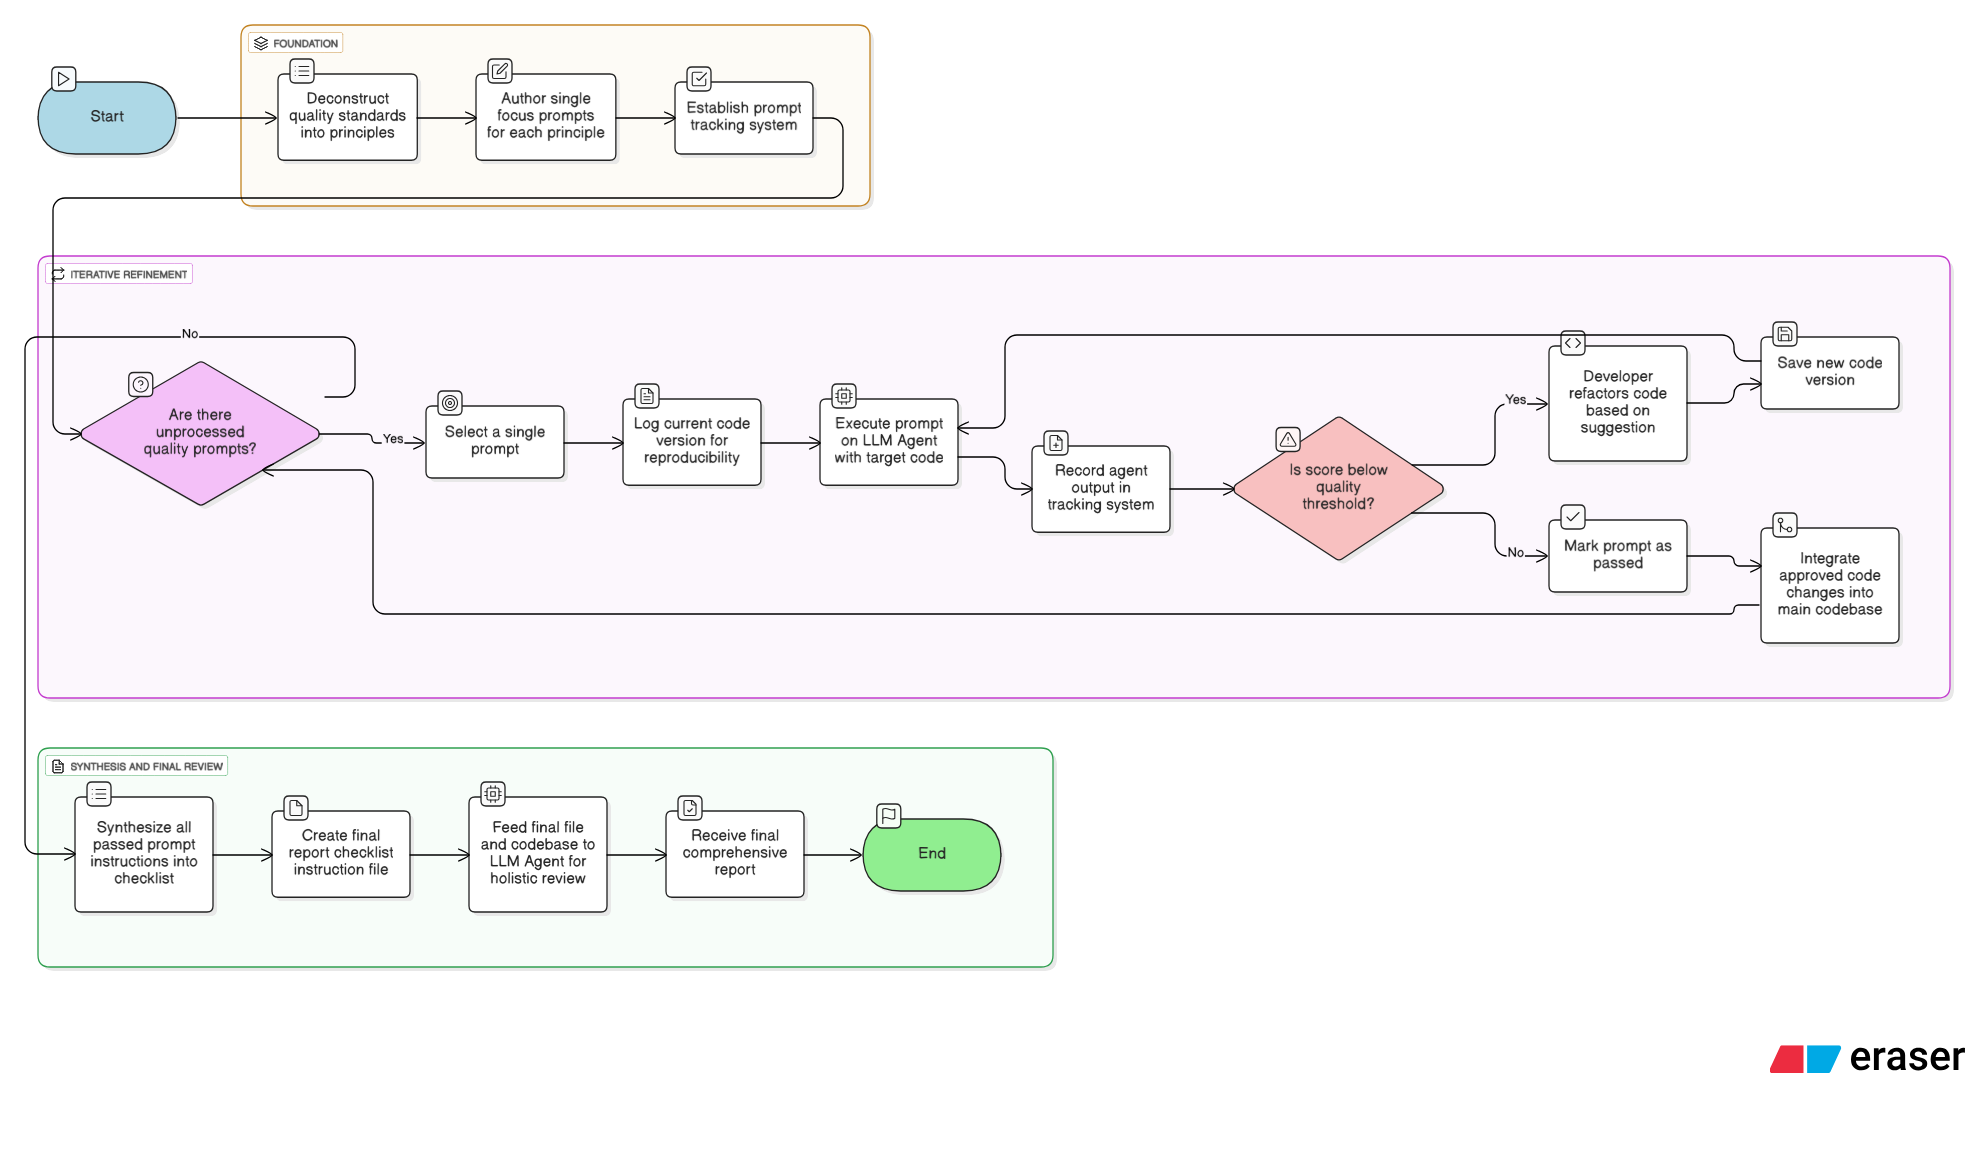 FOUNDATION
Start
Deconstruct
quality standards
into principles
Author single
focus prompts
for each principle
Establish prompt
tracking system
ITERATIVE REFINEMENT
No
Are there
unprocessed
quality prompts?
Yes
Select a single
prompt
Log current code
version for
reproducibility
Execute prompt
on LLM Agent
with target code
Record agent
output in
tracking system
Is score below
quality
threshold?
Yes
Developer
refactors code
based on
suggestion
Save new code
version
No
Mark prompt as
passed
Integrate
approved code
changes into
main codebase
SYNTHESIS AND FINAL REVIEW
Synthesize all
passed prompt
instructions into
checklist
Create final
report checklist
instruction file
Feed final file
and codebase to
LLM Agent for
holistic review
Receive final
comprehensive
report
End
eraser